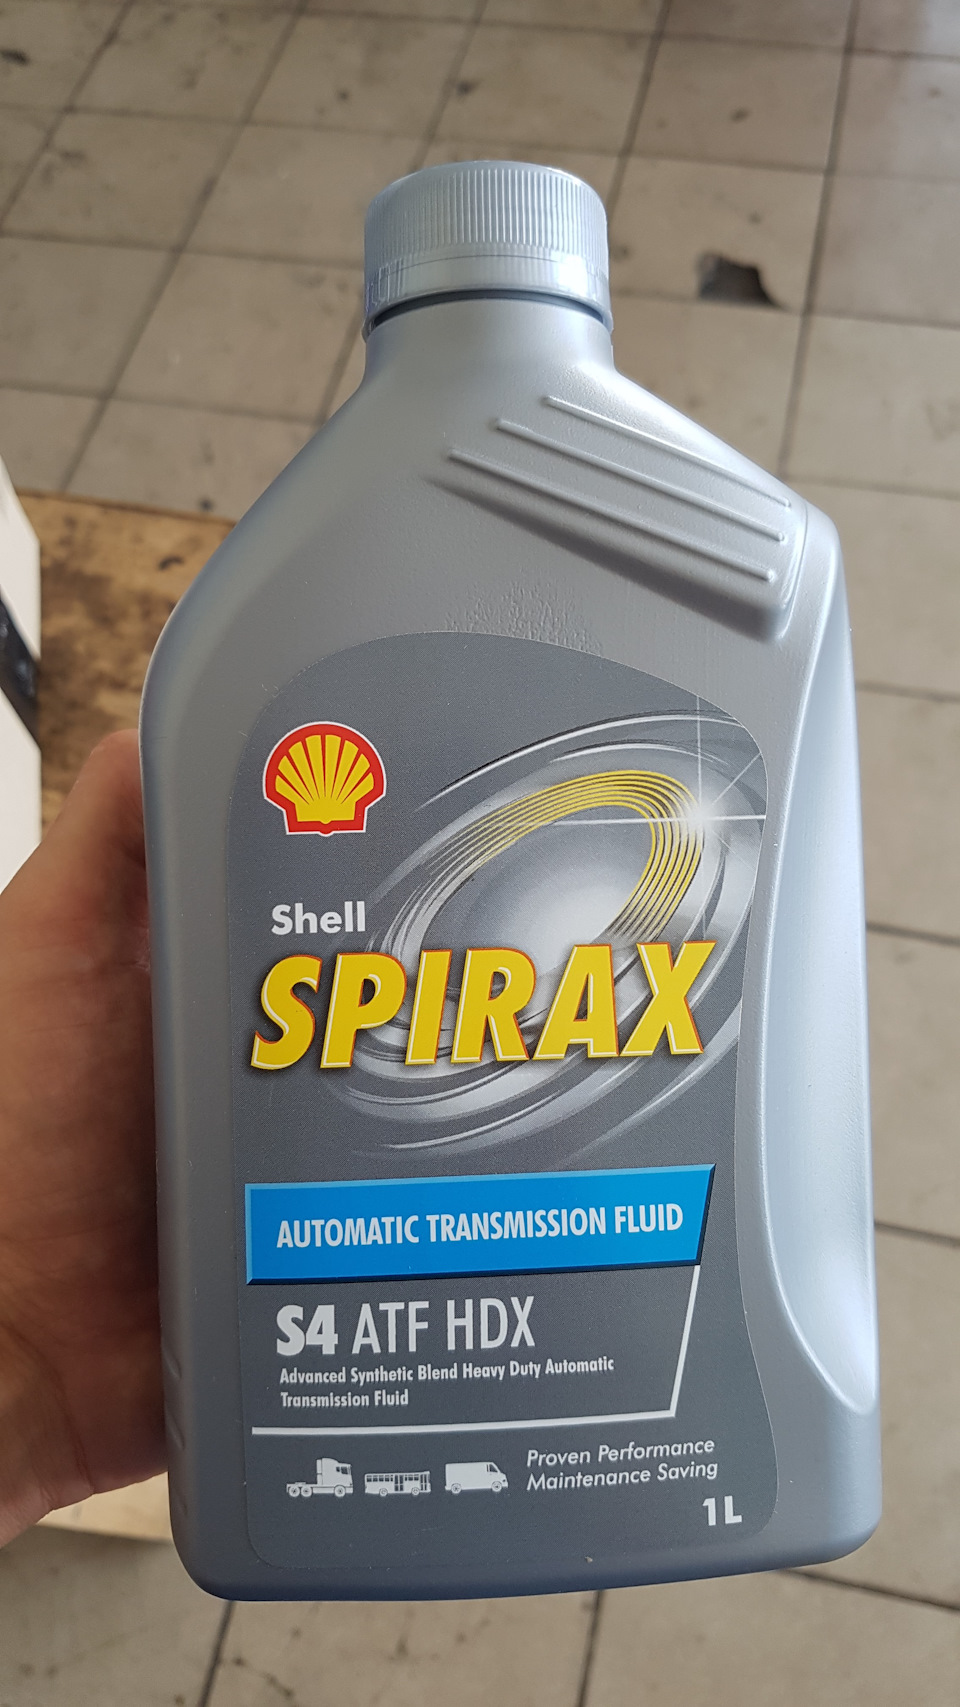 Shell
SPIRAX
AUTOMATIC TRANSMISSION FLUID
S4 ATF HDX
Advanced Synthetic Blend Heavy Duty Automatic
Transmission Fluid
Proven Performance
Maintenance Saving
1L